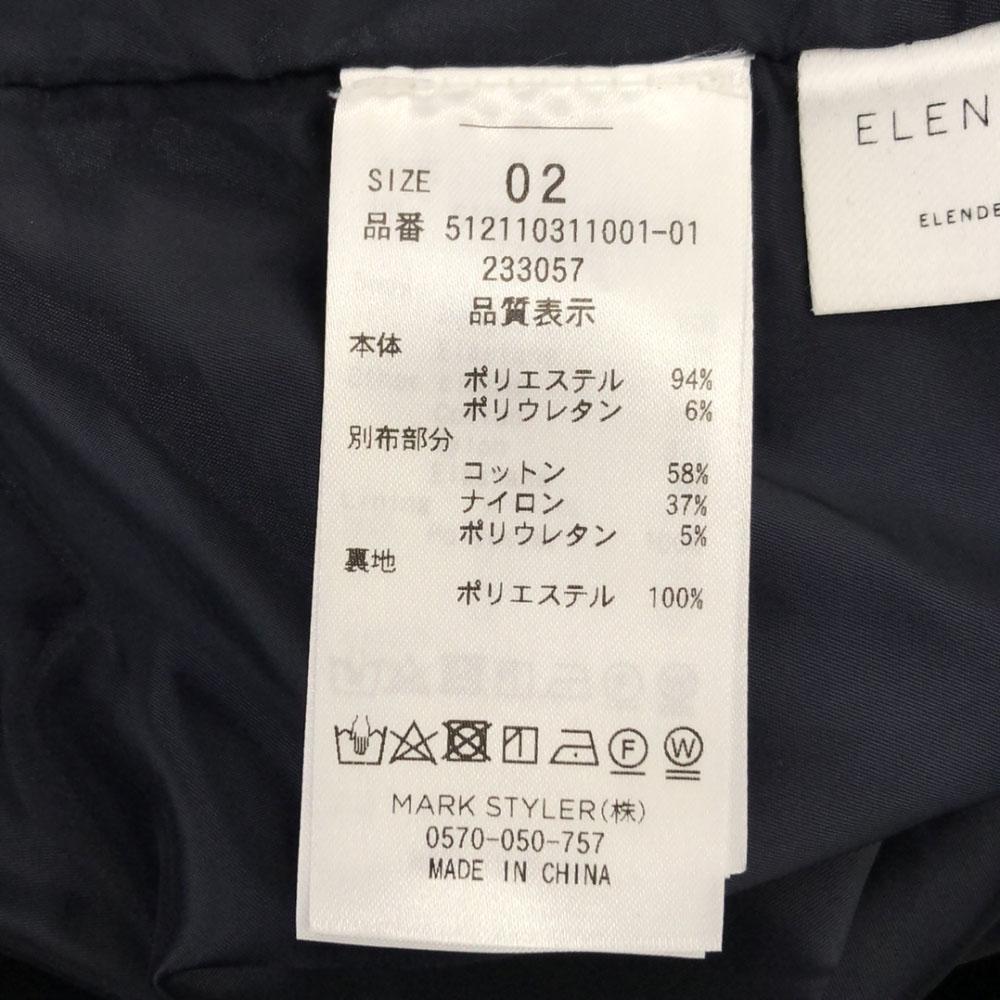 SIZE 02
品番 512110311001-01
233057
品質表示
本体
ポリエステル 94%
ポリウレタン 6%
別布部分
コットン 58%
ナイロン 37%
ポリウレタン 5%
裏地
ポリエステル 100%
F W
MARK STYLER(株)
0570-050-757
MADE IN CHINA
ELEN
ELENDE